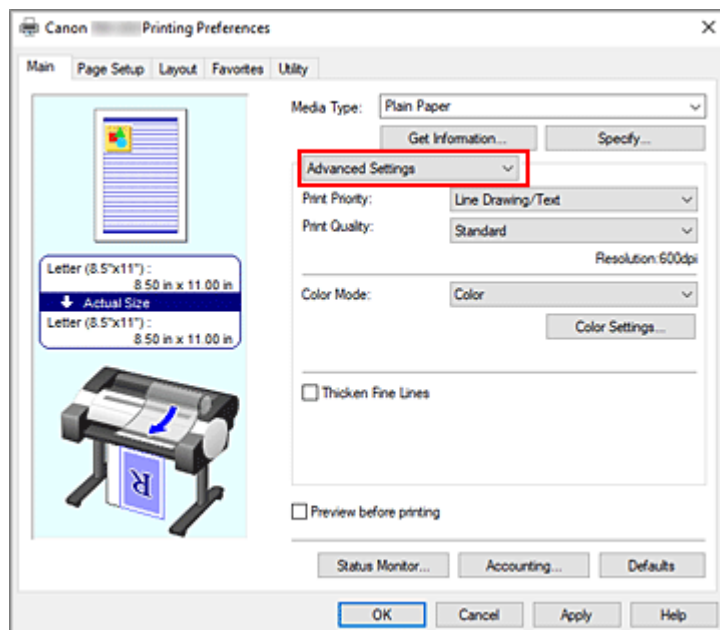 Canon Printing Preferences
Main Page Setup Layout Favorites Utility
Media Type: Plain Paper
Get Information... Specify...
Advanced Settings
Print Priority: Line Drawing/Text
Print Quality: Standard
Resolution:600dpi
Color Mode: Color
Color Settings...
Thicken Fine Lines
Letter (8.5"x11") :
8.50 in x 11.00 in
Actual Size
Letter (8.5"x11") :
8.50 in x 11.00 in
R
Preview before printing
Status Monitor... Accounting... Defaults
OK Cancel Apply Help